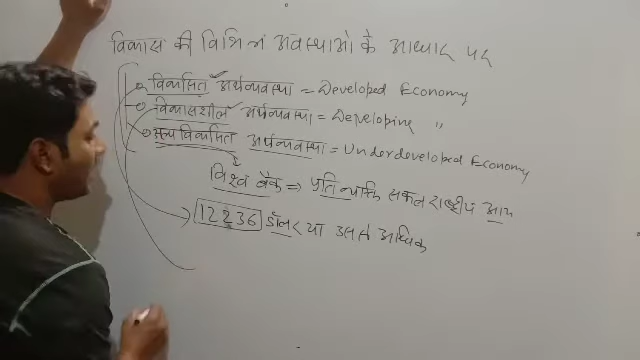 विकास की विभिन्न अवस्थाओं के आधार पर
विकसित अर्थव्यवस्था = Developed Economy
विकासशील अर्थव्यवस्था = Developing "
अल्प विकसित अर्थव्यवस्था = Underdeveloped Economy
विश्व बैंक ⇒ प्रति व्यक्ति सकल राष्ट्रीय आय
12236 डॉलर या उससे अधिक